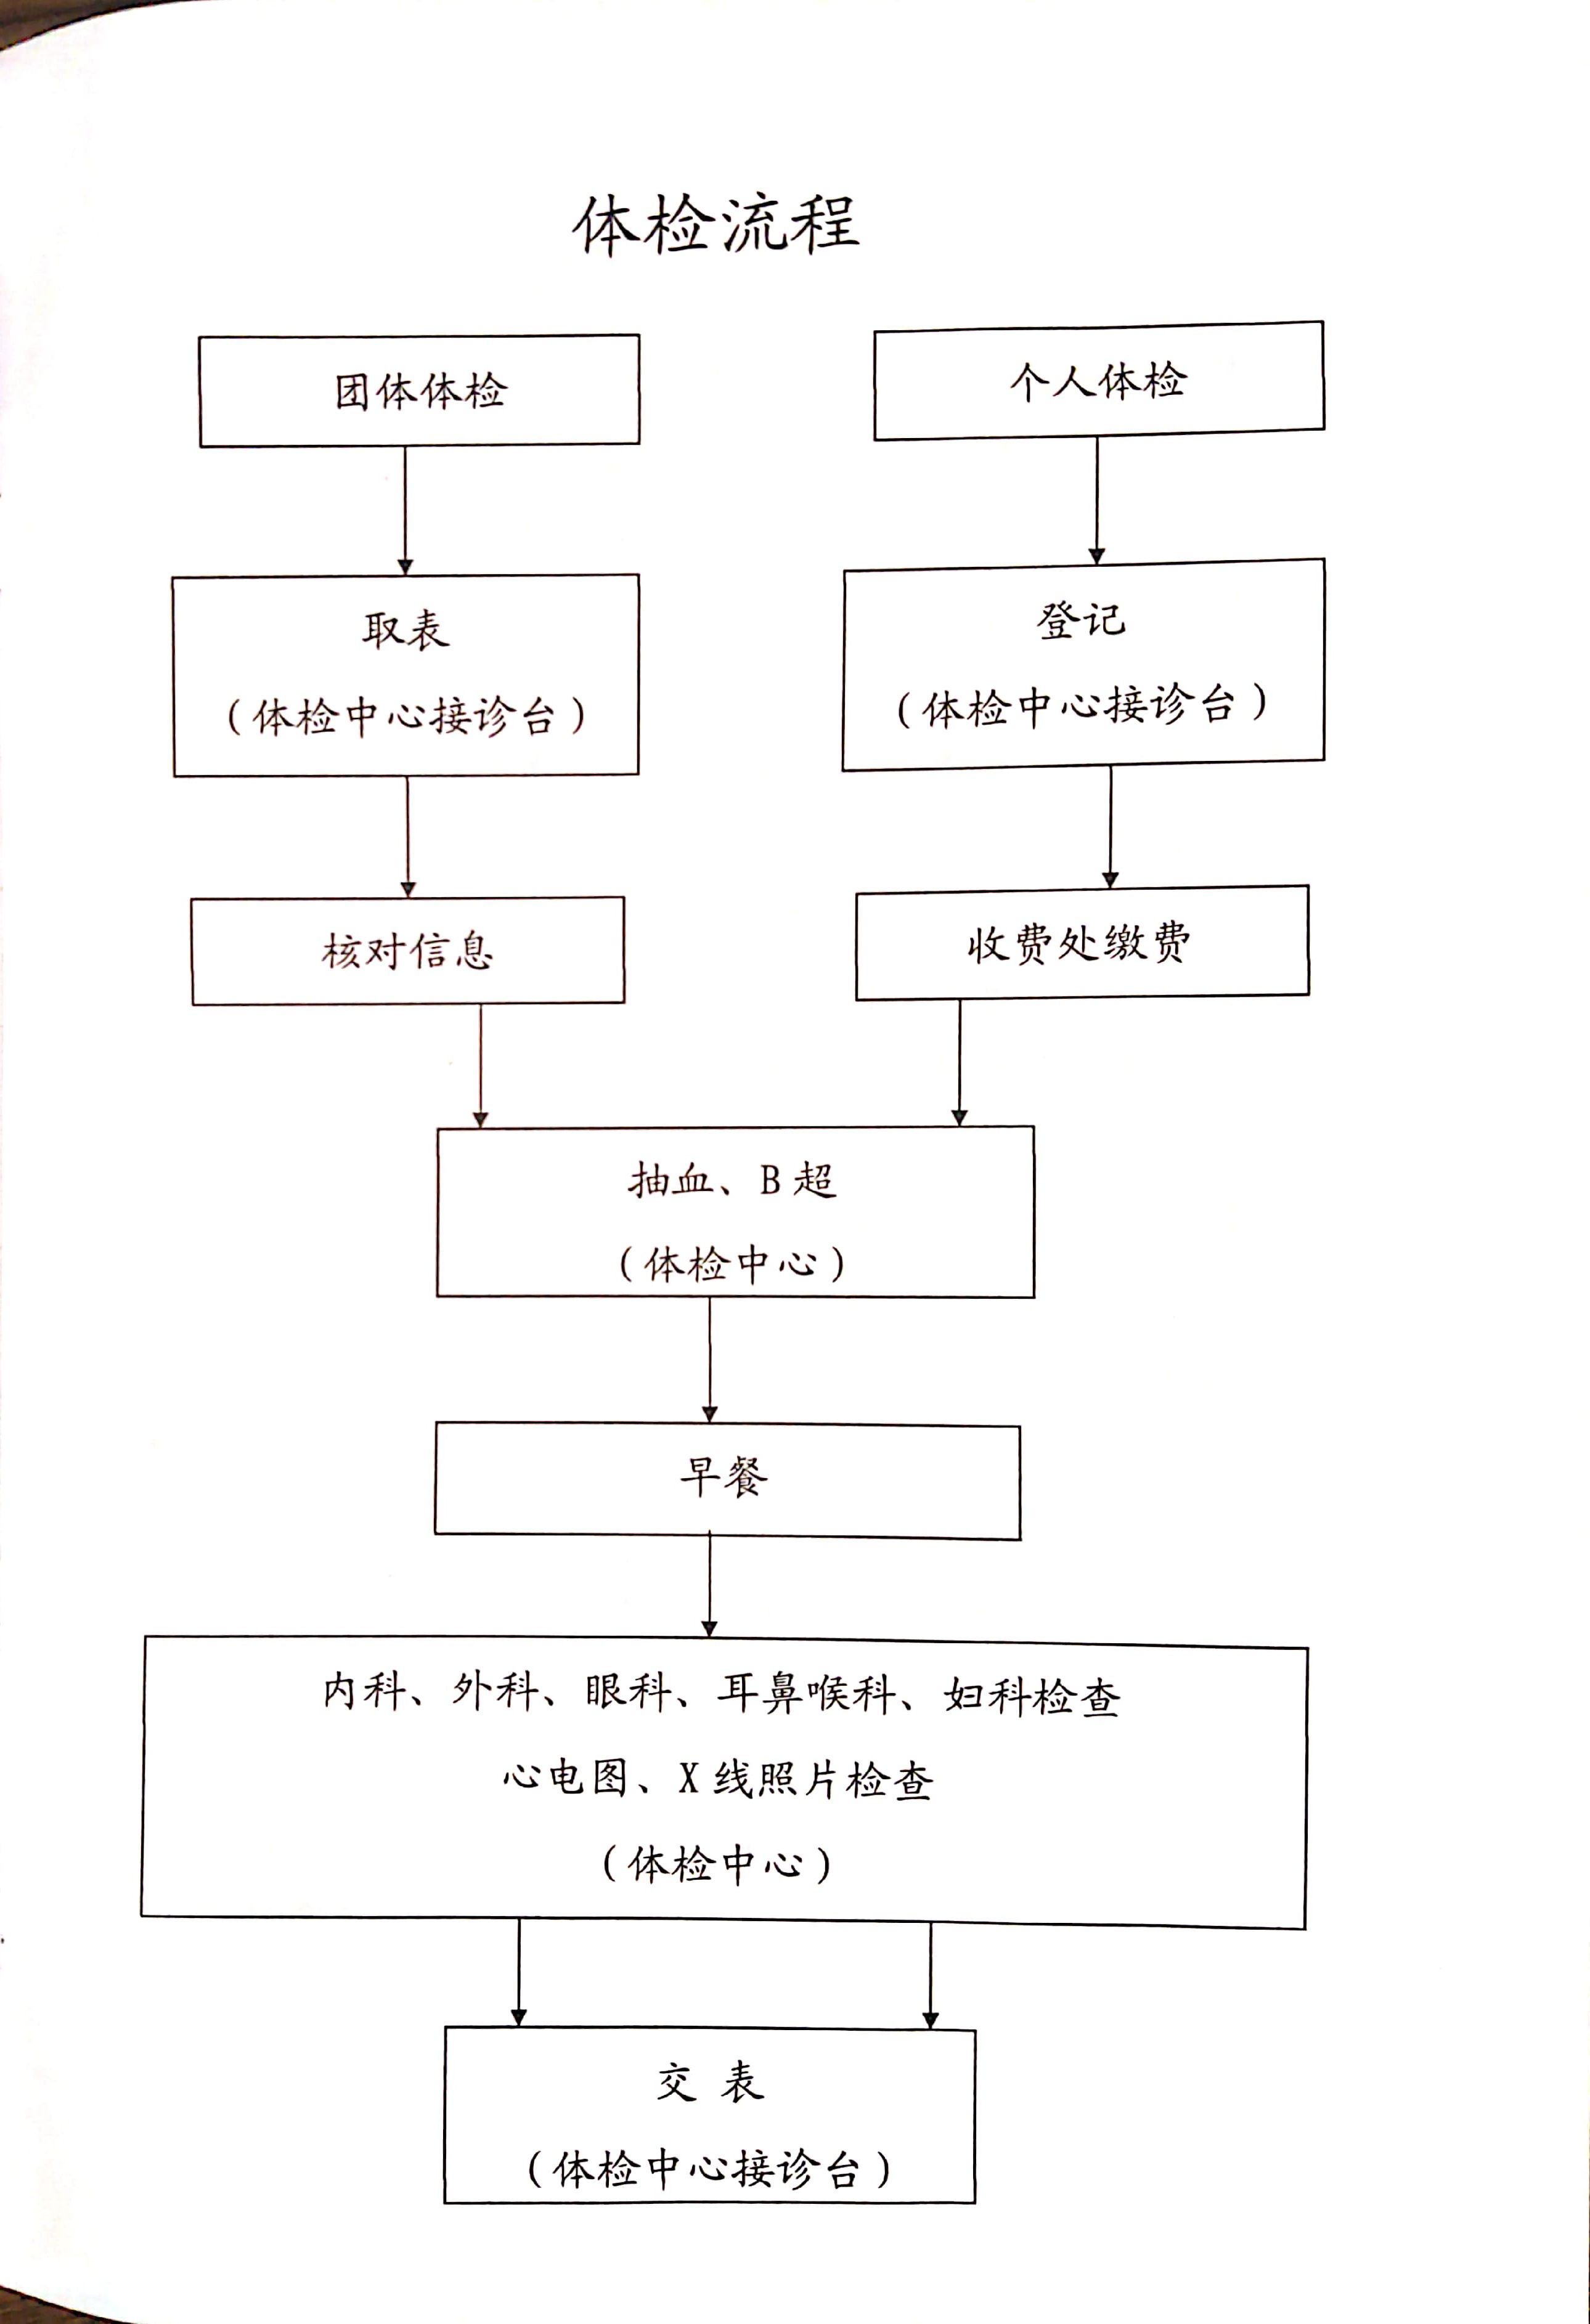 体检流程
团体体检
个人体检
取表
（体检中心接诊台）
登记
（体检中心接诊台）
核对信息
收费处缴费
抽血、B 超
（体检中心）
早餐
内科、外科、眼科、耳鼻喉科、妇科检查
心电图、X 线照片检查
（体检中心）
交 表
（体检中心接诊台）